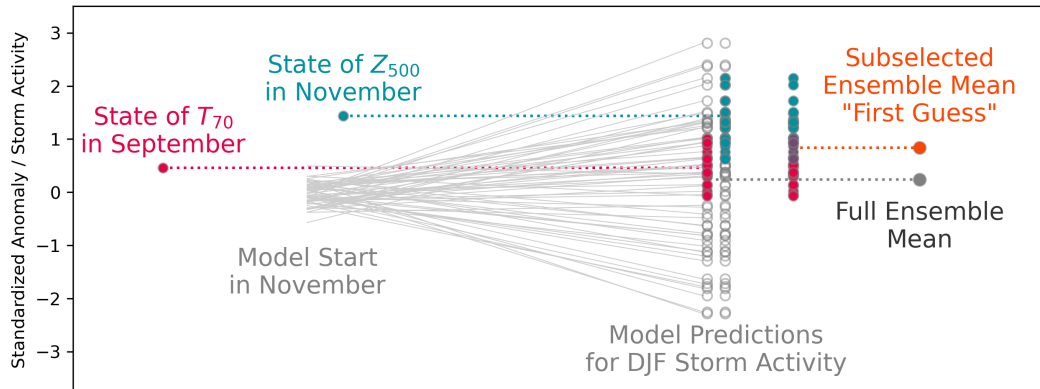 Standardized Anomaly / Storm Activity
3
2
1
0
−1
−2
−3
State of T₇₀
in September
State of Z₅₀₀
in November
Model Start
in November
Model Predictions
for DJF Storm Activity
Subselected
Ensemble Mean
"First Guess"
Full Ensemble
Mean